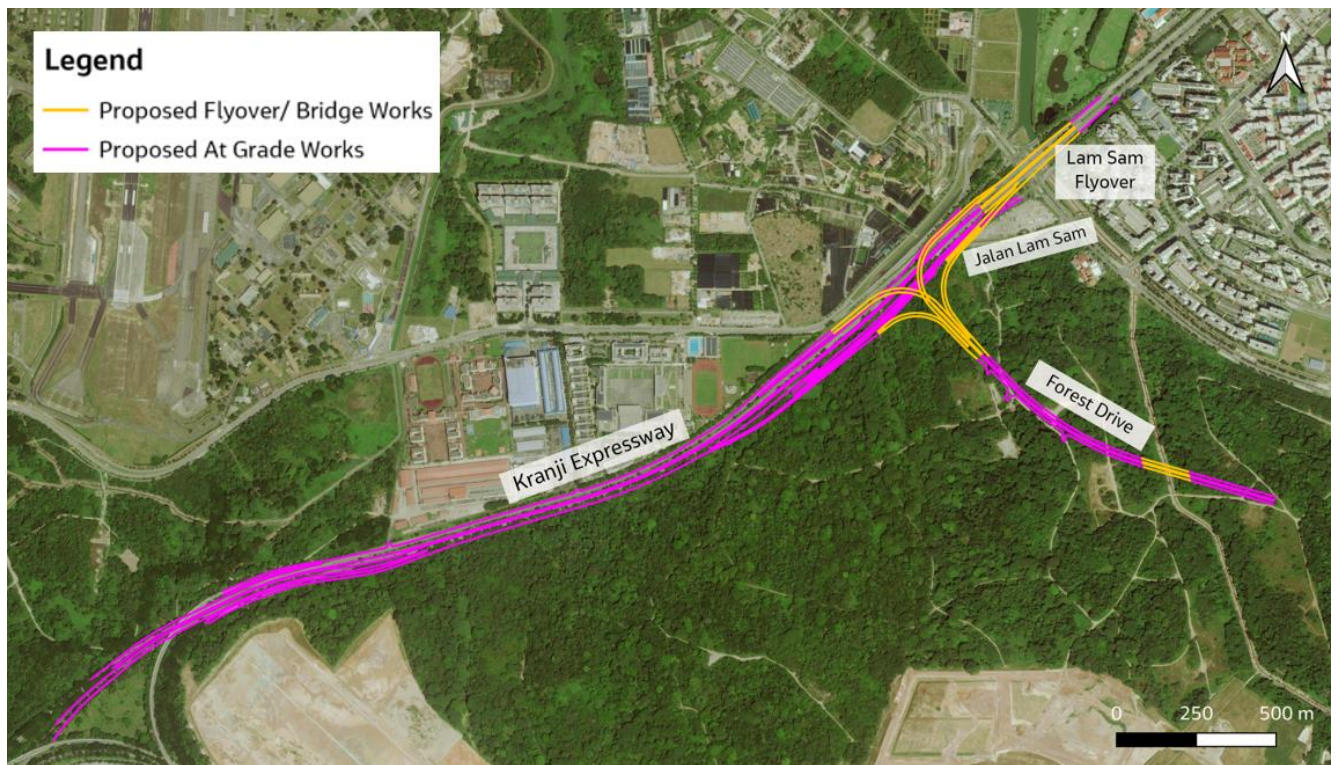 Legend
Proposed Flyover/ Bridge Works
Proposed At Grade Works
N
Lam Sam
Flyover
Jalan Lam Sam
Forest Drive
Kranji Expressway
0 250 500 m